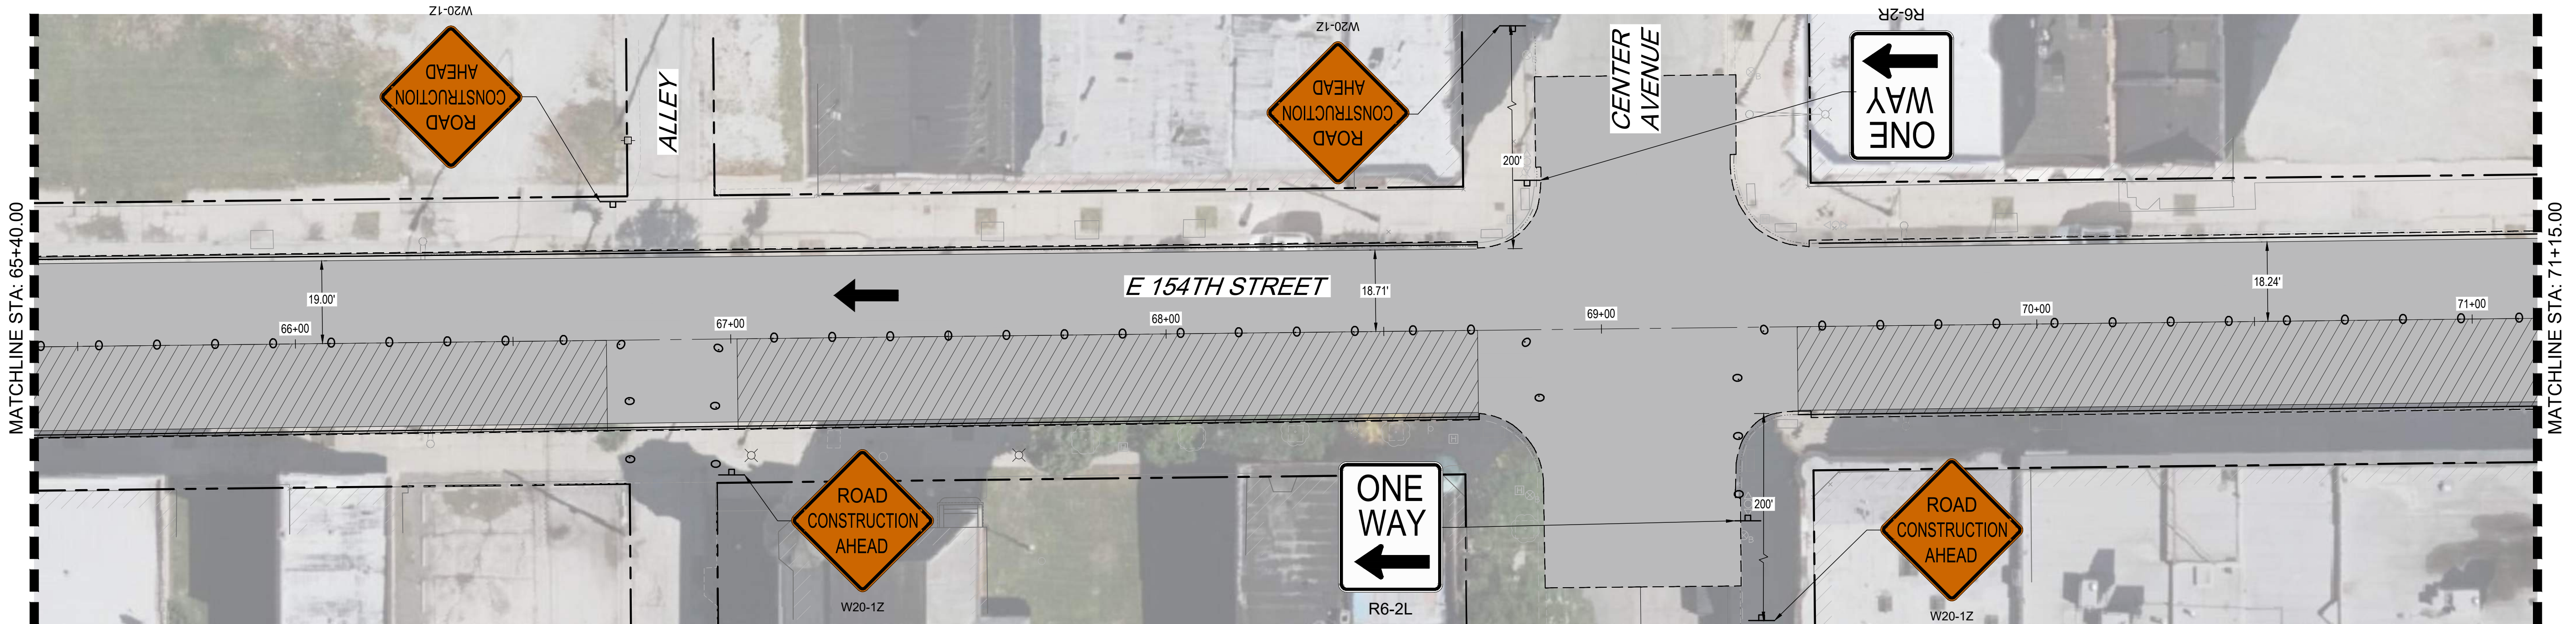 W20-1Z
ROAD
CONSTRUCTION
AHEAD
ALLEY
W20-1Z
ROAD
CONSTRUCTION
AHEAD
200'
CENTER
AVENUE
R6-2R
ONE
WAY
MATCHLINE STA: 65+40.00
MATCHLINE STA: 71+15.00
E 154TH STREET
19.00'
18.71'
18.24'
66+00
67+00
68+00
69+00
70+00
71+00
ROAD
CONSTRUCTION
AHEAD
W20-1Z
ONE
WAY
R6-2L
200'
ROAD
CONSTRUCTION
AHEAD
W20-1Z